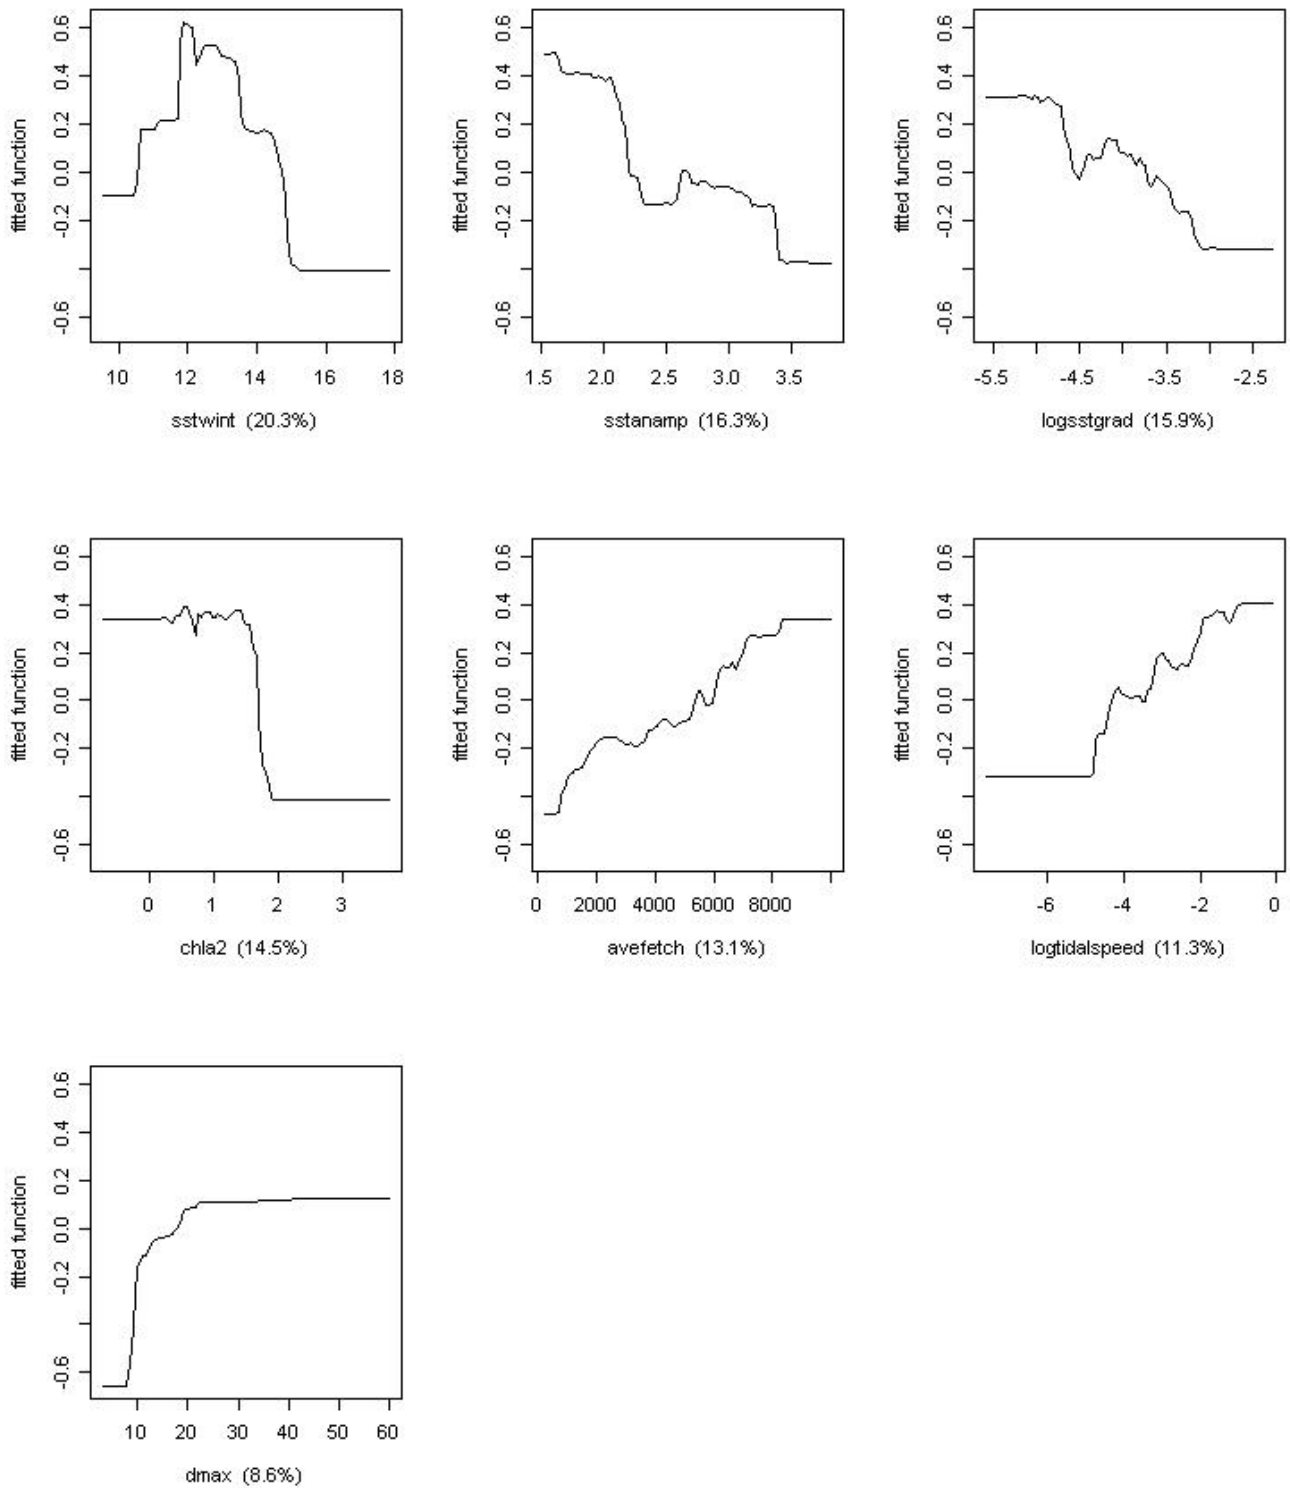 fitted function
0.6
0.4
0.2
0.0
-0.2
-0.6
10 12 14 16 18
sstwint (20.3%)
fitted function
0.6
0.4
0.2
0.0
-0.2
-0.6
1.5 2.0 2.5 3.0 3.5
sstanamp (16.3%)
fitted function
0.6
0.4
0.2
0.0
-0.2
-0.6
-5.5 -4.5 -3.5 -2.5
logsstgrad (15.9%)
fitted function
0.6
0.4
0.2
0.0
-0.2
-0.6
0 1 2 3
chla2 (14.5%)
fitted function
0.6
0.4
0.2
0.0
-0.2
-0.6
0 2000 4000 6000 8000
avefetch (13.1%)
fitted function
0.6
0.4
0.2
0.0
-0.2
-0.6
-6 -4 -2 0
logtidalspeed (11.3%)
fitted function
0.6
0.4
0.2
0.0
-0.2
-0.6
10 20 30 40 50 60
dmax (8.6%)